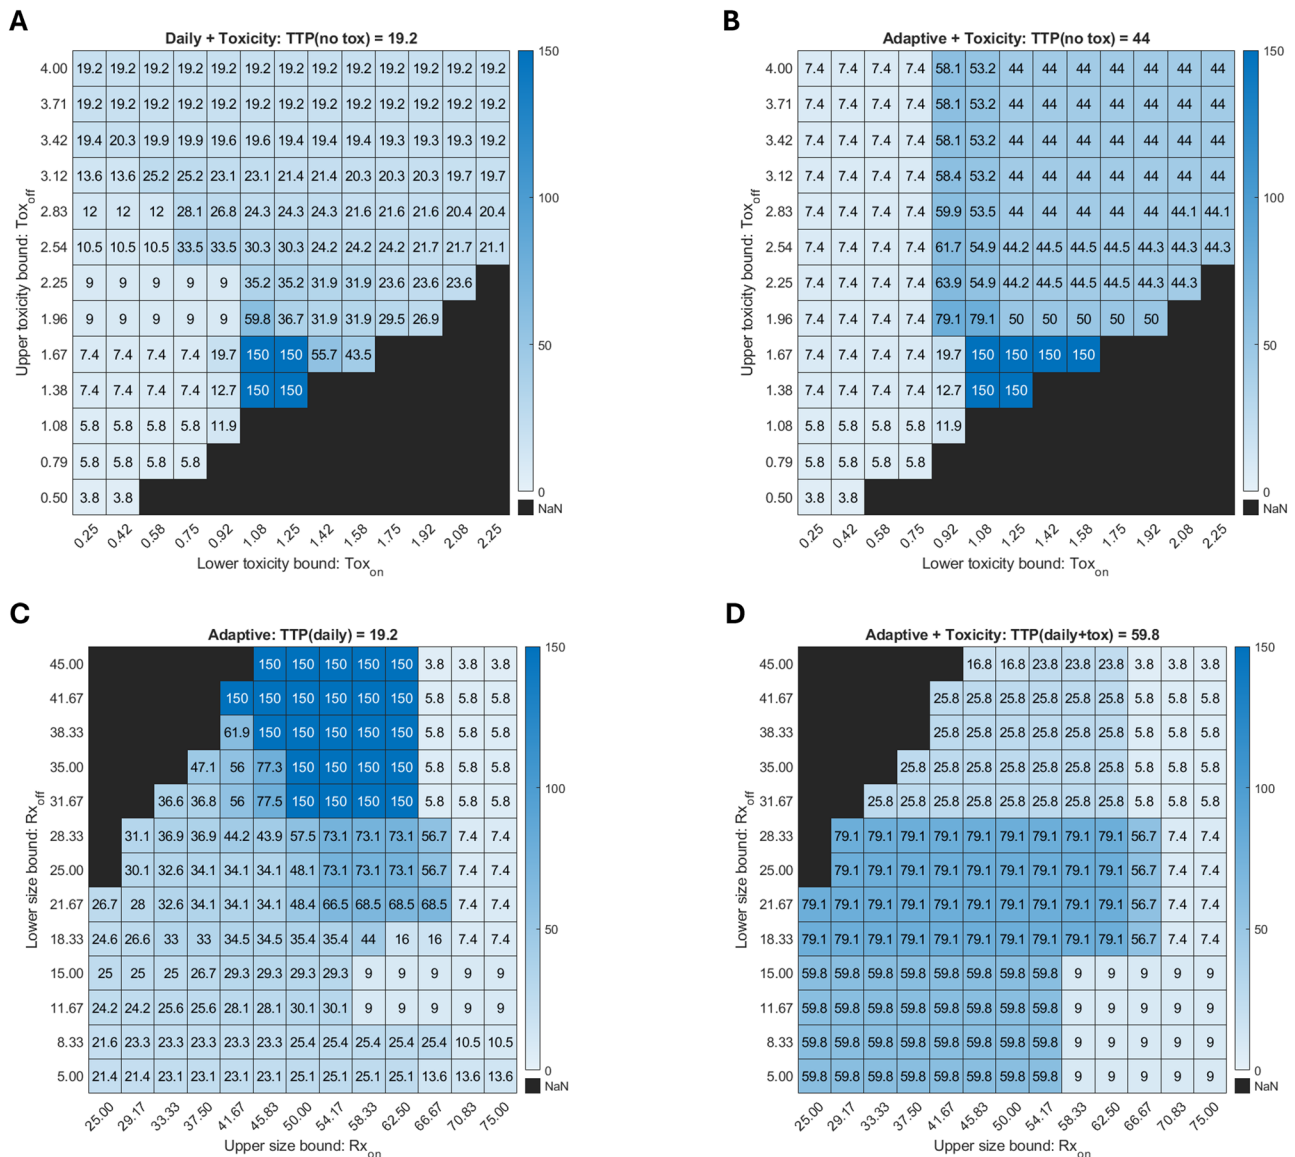 A
Daily + Toxicity: TTP(no tox) = 19.2
Upper toxicity bound: Tox_off
4.00 19.2 19.2 19.2 19.2 19.2 19.2 19.2 19.2 19.2 19.2 19.2 19.2 19.2
3.71 19.2 19.2 19.2 19.2 19.2 19.2 19.2 19.2 19.2 19.2 19.2 19.2 19.2
3.42 19.4 20.3 19.9 19.9 19.6 19.6 19.4 19.4 19.4 19.3 19.3 19.3 19.2
3.12 13.6 13.6 25.2 25.2 23.1 23.1 21.4 21.4 20.3 20.3 20.3 19.7 19.7
2.83 12 12 12 28.1 26.8 24.3 24.3 24.3 21.6 21.6 21.6 20.4 20.4
2.54 10.5 10.5 10.5 33.5 33.5 30.3 30.3 24.2 24.2 24.2 21.7 21.7 21.1
2.25 9 9 9 9 9 35.2 35.2 31.9 31.9 23.6 23.6 23.6
1.96 9 9 9 9 9 59.8 36.7 31.9 31.9 29.5 26.9
1.67 7.4 7.4 7.4 7.4 19.7 150 150 55.7 43.5
1.38 7.4 7.4 7.4 7.4 12.7 150 150
1.08 5.8 5.8 5.8 5.8 11.9
0.79 5.8 5.8 5.8 5.8
0.50 3.8 3.8
0.25 0.42 0.58 0.75 0.92 1.08 1.25 1.42 1.58 1.75 1.92 2.08 2.25
Lower toxicity bound: Tox_on
150
100
50
0
NaN
B
Adaptive + Toxicity: TTP(no tox) = 44
Upper toxicity bound: Tox_off
4.00 7.4 7.4 7.4 7.4 58.1 53.2 44 44 44 44 44 44 44
3.71 7.4 7.4 7.4 7.4 58.1 53.2 44 44 44 44 44 44 44
3.42 7.4 7.4 7.4 7.4 58.1 53.2 44 44 44 44 44 44 44
3.12 7.4 7.4 7.4 7.4 58.4 53.2 44 44 44 44 44 44 44
2.83 7.4 7.4 7.4 7.4 59.9 53.5 44 44 44 44 44 44.1 44.1
2.54 7.4 7.4 7.4 7.4 61.7 54.9 44.2 44.5 44.5 44.5 44.3 44.3 44.3
2.25 7.4 7.4 7.4 7.4 63.9 54.9 44.2 44.5 44.5 44.5 44.3 44.3
1.96 7.4 7.4 7.4 7.4 79.1 79.1 50 50 50 50 50
1.67 7.4 7.4 7.4 7.4 19.7 150 150 150 150
1.38 7.4 7.4 7.4 7.4 12.7 150 150
1.08 5.8 5.8 5.8 5.8 11.9
0.79 5.8 5.8 5.8 5.8
0.50 3.8 3.8
0.25 0.42 0.58 0.75 0.92 1.08 1.25 1.42 1.58 1.75 1.92 2.08 2.25
Lower toxicity bound: Tox_on
150
100
50
0
NaN
C
Adaptive: TTP(daily) = 19.2
Lower size bound: Rx_off
45.00 150 150 150 150 150 3.8 3.8 3.8
41.67 150 150 150 150 150 150 5.8 5.8 5.8
38.33 61.9 150 150 150 150 150 5.8 5.8 5.8
35.00 47.1 56 77.3 150 150 150 150 5.8 5.8 5.8
31.67 36.6 36.8 56 77.5 150 150 150 150 5.8 5.8 5.8
28.33 31.1 36.9 36.9 44.2 43.9 57.5 73.1 73.1 73.1 56.7 7.4 7.4
25.00 30.1 32.6 34.1 34.1 34.1 48.1 73.1 73.1 73.1 56.7 7.4 7.4
21.67 26.7 28 32.6 34.1 34.1 34.1 48.4 66.5 68.5 68.5 68.5 7.4 7.4
18.33 24.6 26.6 33 33 34.5 34.5 35.4 35.4 44 16 16 7.4 7.4
15.00 25 25 25 26.7 29.3 29.3 29.3 29.3 9 9 9 9 9
11.67 24.2 24.2 25.6 25.6 28.1 28.1 30.1 30.1 9 9 9 9 9
8.33 21.6 23.3 23.3 23.3 23.3 23.3 25.4 25.4 25.4 25.4 25.4 10.5 10.5
5.00 21.4 21.4 23.1 23.1 23.1 23.1 25.1 25.1 25.1 25.1 13.6 13.6 13.6
25.00 29.17 33.33 37.50 41.67 45.83 50.00 54.17 58.33 62.50 66.67 70.83 75.00
Upper size bound: Rx_on
150
100
50
0
NaN
D
Adaptive + Toxicity: TTP(daily+tox) = 59.8
Lower size bound: Rx_off
45.00 16.8 16.8 23.8 23.8 23.8 3.8 3.8 3.8
41.67 25.8 25.8 25.8 25.8 25.8 25.8 5.8 5.8 5.8
38.33 25.8 25.8 25.8 25.8 25.8 25.8 5.8 5.8 5.8
35.00 25.8 25.8 25.8 25.8 25.8 25.8 25.8 5.8 5.8 5.8
31.67 25.8 25.8 25.8 25.8 25.8 25.8 25.8 25.8 5.8 5.8 5.8
28.33 79.1 79.1 79.1 79.1 79.1 79.1 79.1 79.1 79.1 56.7 7.4 7.4
25.00 79.1 79.1 79.1 79.1 79.1 79.1 79.1 79.1 79.1 56.7 7.4 7.4
21.67 79.1 79.1 79.1 79.1 79.1 79.1 79.1 79.1 79.1 79.1 56.7 7.4 7.4
18.33 79.1 79.1 79.1 79.1 79.1 79.1 79.1 79.1 79.1 79.1 56.7 7.4 7.4
15.00 59.8 59.8 59.8 59.8 59.8 59.8 59.8 59.8 9 9 9 9 9
11.67 59.8 59.8 59.8 59.8 59.8 59.8 59.8 59.8 9 9 9 9 9
8.33 59.8 59.8 59.8 59.8 59.8 59.8 59.8 59.8 9 9 9 9 9
5.00 59.8 59.8 59.8 59.8 59.8 59.8 59.8 59.8 9 9 9 9 9
25.00 29.17 33.33 37.50 41.67 45.83 50.00 54.17 58.33 62.50 66.67 70.83 75.00
Upper size bound: Rx_on
150
100
50
0
NaN